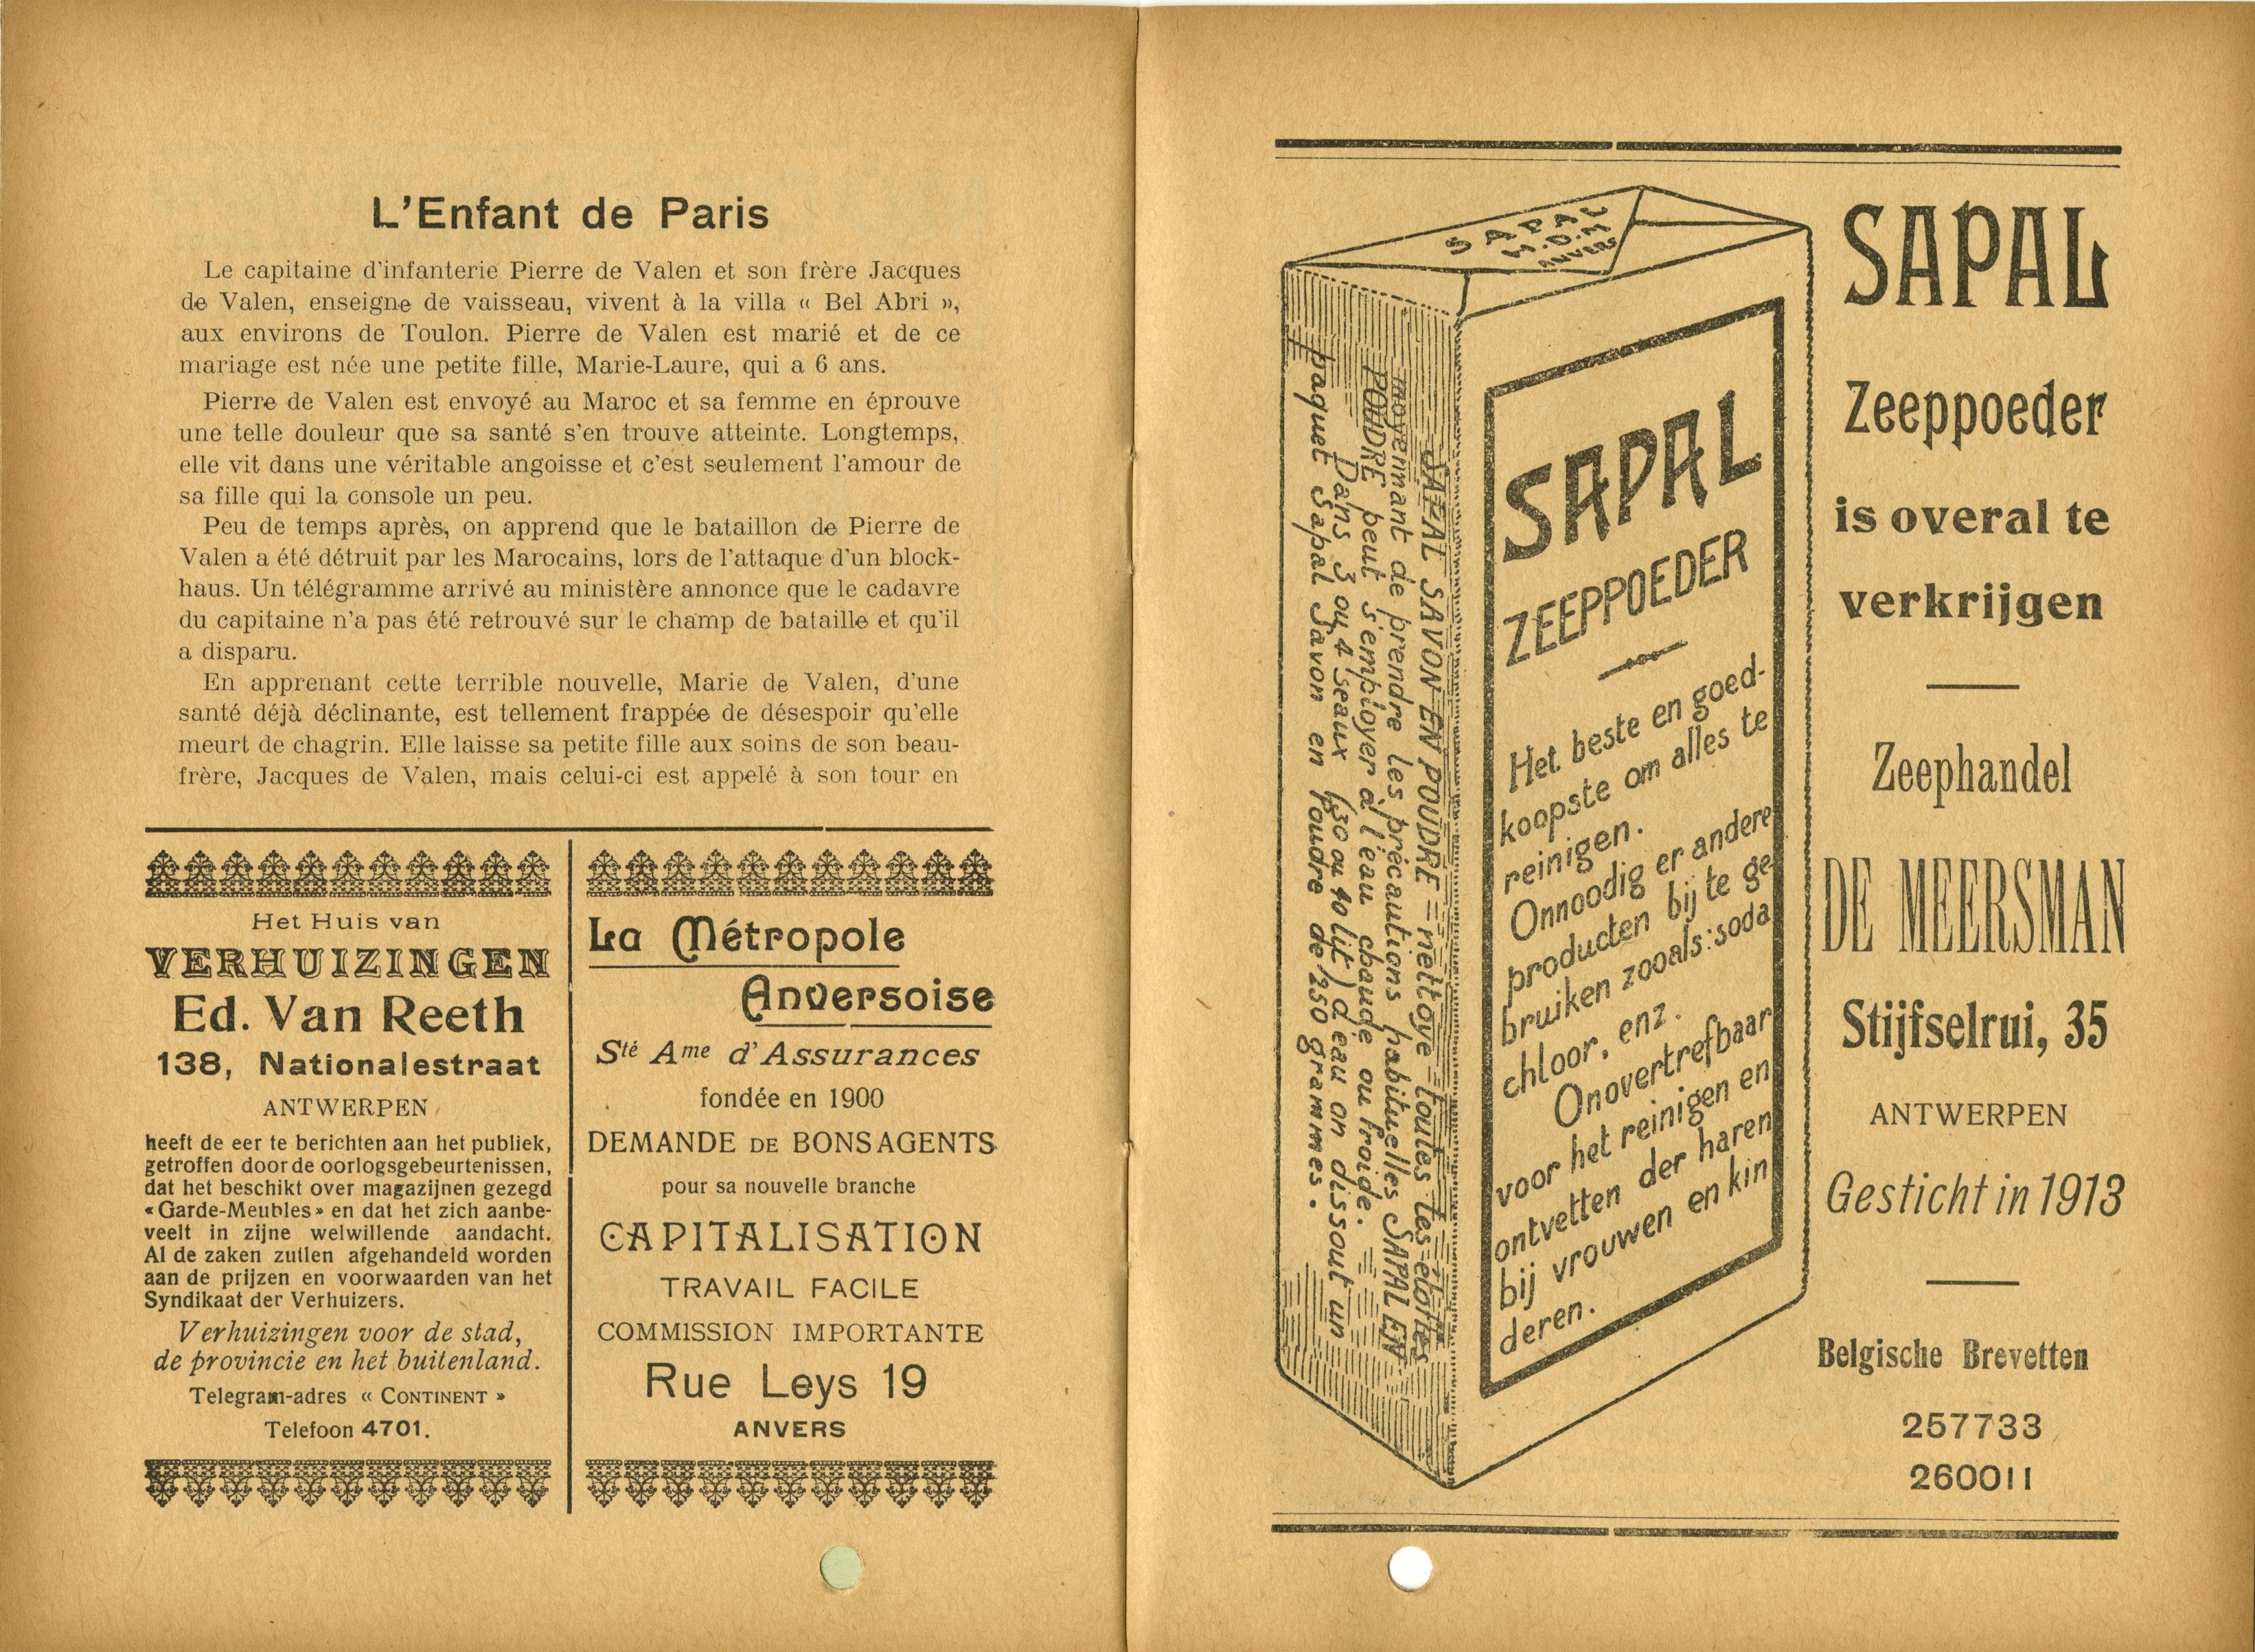 L'Enfant de Paris
Le capitaine d'infanterie Pierre de Valen et son frère Jacques
de Valen, enseigne de vaisseau, vivent à la villa « Bel Abri »,
aux environs de Toulon. Pierre de Valen est marié et de ce
mariage est née une petite fille, Marie-Laure, qui a 6 ans.
Pierre de Valen est envoyé au Maroc et sa femme en éprouve
une telle douleur que sa santé s'en trouve atteinte. Longtemps,
elle vit dans une véritable angoisse et c'est seulement l'amour de
sa fille qui la console un peu.
Peu de temps après, on apprend que le bataillon de Pierre de
Valen a été détruit par les Marocains, lors de l'attaque d'un block-
haus. Un télégramme arrivé au ministère annonce que le cadavre
du capitaine n'a pas été retrouvé sur le champ de bataille et qu'il
a disparu.
En apprenant cette terrible nouvelle, Marie de Valen, d'une
santé déjà déclinante, est tellement frappée de désespoir qu'elle
meurt de chagrin. Elle laisse sa petite fille aux soins de son beau-
frère, Jacques de Valen, mais celui-ci est appelé à son tour en
Het Huis van
VERHUIZINGEN
Ed. Van Reeth
138, Nationalestraat
ANTWERPEN
heeft de eer te berichten aan het publiek,
getroffen door de oorlogsgebeurtenissen,
dat het beschikt over magazijnen gezegd
«Garde-Meubles» en dat het zich aanbe-
veelt in zijne welwillende aandacht.
Al de zaken zullen afgehandeld worden
aan de prijzen en voorwaarden van het
Syndikaat der Verhuizers.
Verhuizingen voor de stad,
de provincie en het buitenland.
Telegram-adres « CONTINENT »
Telefoon 4701.
La Métropole
Anversoise
Sté Ame d'Assurances
fondée en 1900
DEMANDE DE BONS AGENTS
pour sa nouvelle branche
CAPITALISATION
TRAVAIL FACILE
COMMISSION IMPORTANTE
Rue Leys 19
ANVERS
SAPAL
H.D.M
ANVERS
SAPAL SAVON EN POUDRE = nettoye toutes les etoffes
moyennant de prendre les précautions habituelles SAPAL EN
POUDRE peut s'employer à l'eau chaude ou froide.
Dans 3 ou 4 seaux (30 ou 40 lit) d'eau on dissout un
paquet Sapal Savon en Poudre de 250 grammes.
SAPAL
ZEEPPOEDER
Het beste en goed-
koopste om alles te
reinigen.
Onnoodig er andere
producten bij te ge
bruiken zooals: soda
chloor, enz.
Onovertrefbaar
voor het reinigen en
ontvetten der haren
bij vrouwen en kin
deren.
SAPAL
Zeeppoeder
is overal te
verkrijgen
Zeephandel
DE MEERSMAN
Stijfselrui, 35
ANTWERPEN
Gesticht in 1913
Belgische Brevetten
257733
260011